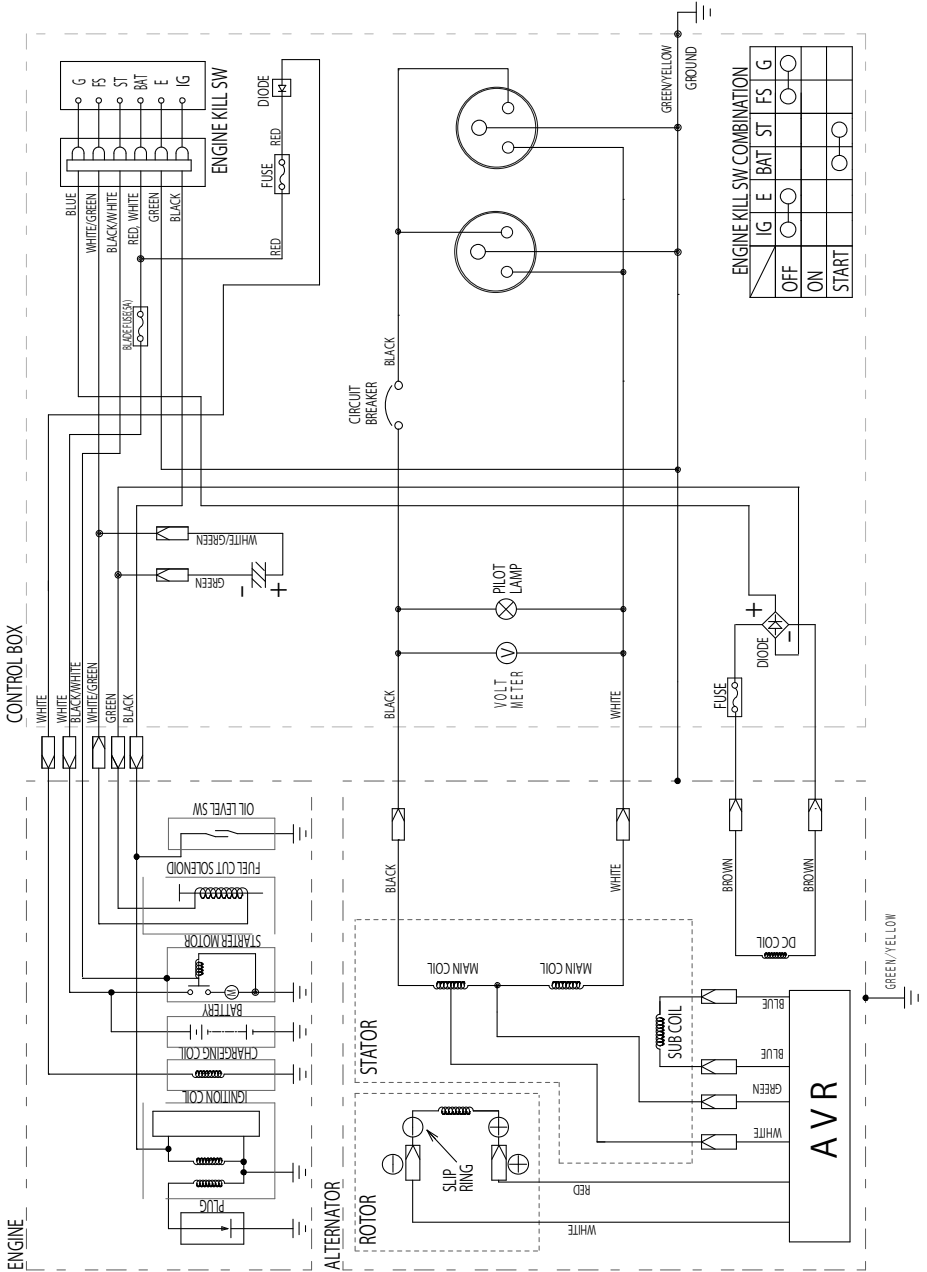 CONTROL BOX
G
FS
ST
BAT
E
IG
ENGINE KILL SW
DIODE
RED
FUSE
RED
BLUE
WHITE/GREEN
BLACK/WHITE
RED, WHITE
GREEN
BLACK
BLADE FUSE(5A)
GREEN/YELLOW
GROUND
ENGINE KILL SW COMBINATION
IG E BAT ST FS G
OFF
ON
START
BLACK
CIRCUIT
BREAKER
WHITE/GREEN
GREEN
-
+
PILOT
LAMP
VOLT
METER
V
BLACK
WHITE
+
-
DIODE
FUSE
WHITE
WHITE
BLACK/WHITE
WHITE/GREEN
GREEN
BLACK
ENGINE
OIL LEVEL SW
FUEL CUT SOLENOID
STARTER MOTOR
M
BATTERY
CHARGEING COIL
IGNITION COIL
PLUG
ALTERNATOR
BLACK
WHITE
BROWN
BROWN
DC COIL
GREEN/YELLOW
STATOR
MAIN COIL
MAIN COIL
SUB COIL
BLUE
BLUE
GREEN
WHITE
ROTOR
SLIP
RING
RED
WHITE
AVR